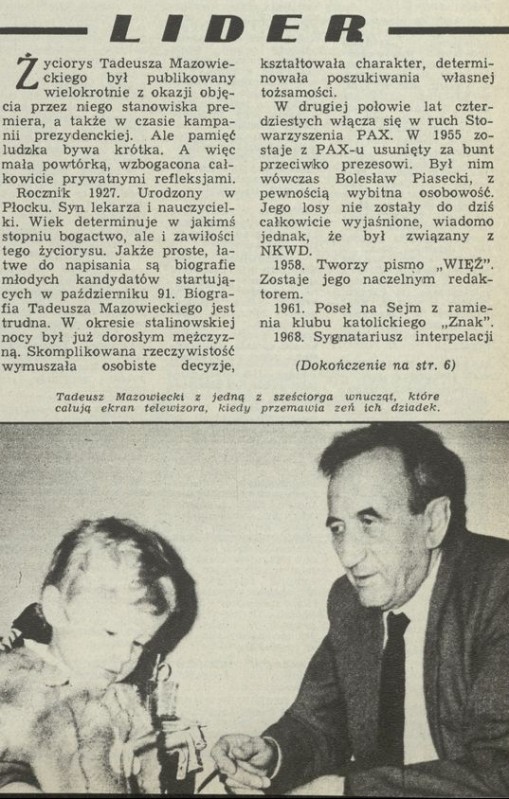 LIDER
Życiorys Tadeusza Mazowie-
ckiego był publikowany
wielokrotnie z okazji obję-
cia przez niego stanowiska pre-
miera, a także w czasie kampa-
nii prezydenckiej. Ale pamięć
ludzka bywa krótka. A więc
mała powtórką, wzbogacona cał-
kowicie prywatnymi refleksjami.
Rocznik 1927. Urodzony w
Płocku. Syn lekarza i nauczyciel-
ki. Wiek determinuje w jakimś
stopniu bogactwo, ale i zawiłości
tego życiorysu. Jakże proste, ła-
twe do napisania są biografie
młodych kandydatów startują-
cych w październiku 91. Biogra-
fia Tadeusza Mazowieckiego jest
trudna. W okresie stalinowskiej
nocy był już dorosłym mężczyz-
ną. Skomplikowana rzeczywistość
wymuszała osobiste decyzje,
kształtowała charakter, determi-
nowała poszukiwania własnej
tożsamości.
W drugiej połowie lat czter-
dziestych włącza się w ruch Sto-
warzyszenia PAX. W 1955 zo-
staje z PAX-u usunięty za bunt
przeciwko prezesowi. Był nim
wówczas Bolesław Piasecki, z
pewnością wybitna osobowość.
Jego losy nie zostały do dziś
całkowicie wyjaśnione, wiadomo
jednak, że był związany z
NKWD.
1958. Tworzy pismo „WIĘŹ”.
Zostaje jego naczelnym redak-
torem.
1961. Poseł na Sejm z ramie-
nia klubu katolickiego „Znak”.
1968. Sygnatariusz interpelacji
(Dokończenie na str. 6)
Tadeusz Mazowiecki z jedną z sześciorga wnucząt, które
całują ekran telewizora, kiedy przemawia zeń ich dziadek.